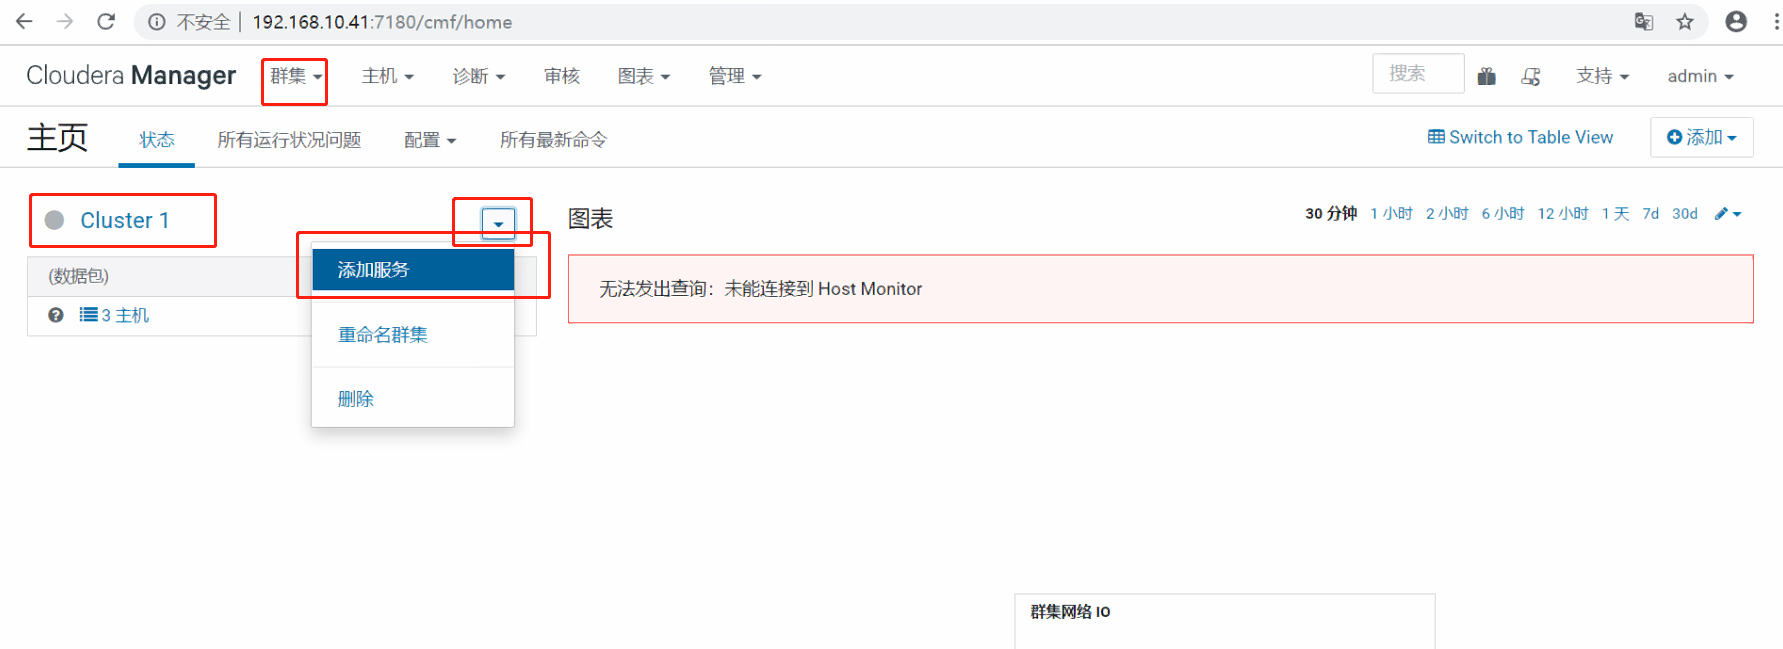 不安全 192.168.10.41:7180/cmf/home
Cloudera Manager 群集 主机 诊断 审核 图表 管理 搜索 支持 admin
主页 状态 所有运行状况问题 配置 所有最新命令 Switch to Table View 添加
Cluster 1 图表 30 分钟 1 小时 2 小时 6 小时 12 小时 1 天 7d 30d
添加服务
(数据包)
无法发出查询：未能连接到 Host Monitor
3 主机
重命名群集
删除
群集网络 IO